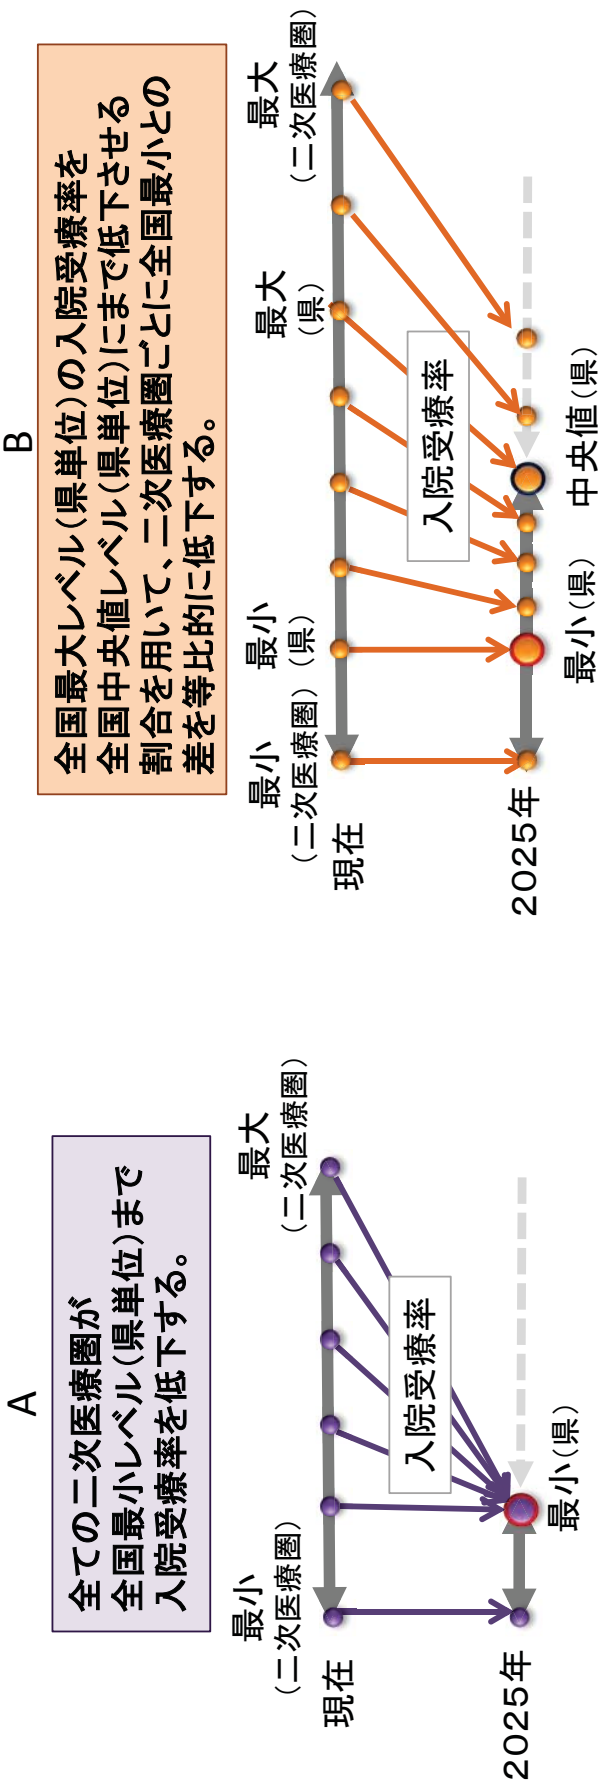 A
全ての二次医療圏が
全国最小レベル（県単位）まで
入院受療率を低下する。
最小
（二次医療圏）
最大
（二次医療圏）
現在
入院受療率
2025年
最小（県）
B
全国最大レベル（県単位）の入院受療率を
全国中央値レベル（県単位）にまで低下させる
割合を用いて、二次医療圏ごとに全国最小との
差を等比的に低下する。
最小
（二次医療圏）
最小
（県）
最大
（県）
最大
（二次医療圏）
現在
入院受療率
2025年
最小（県）
中央値（県）